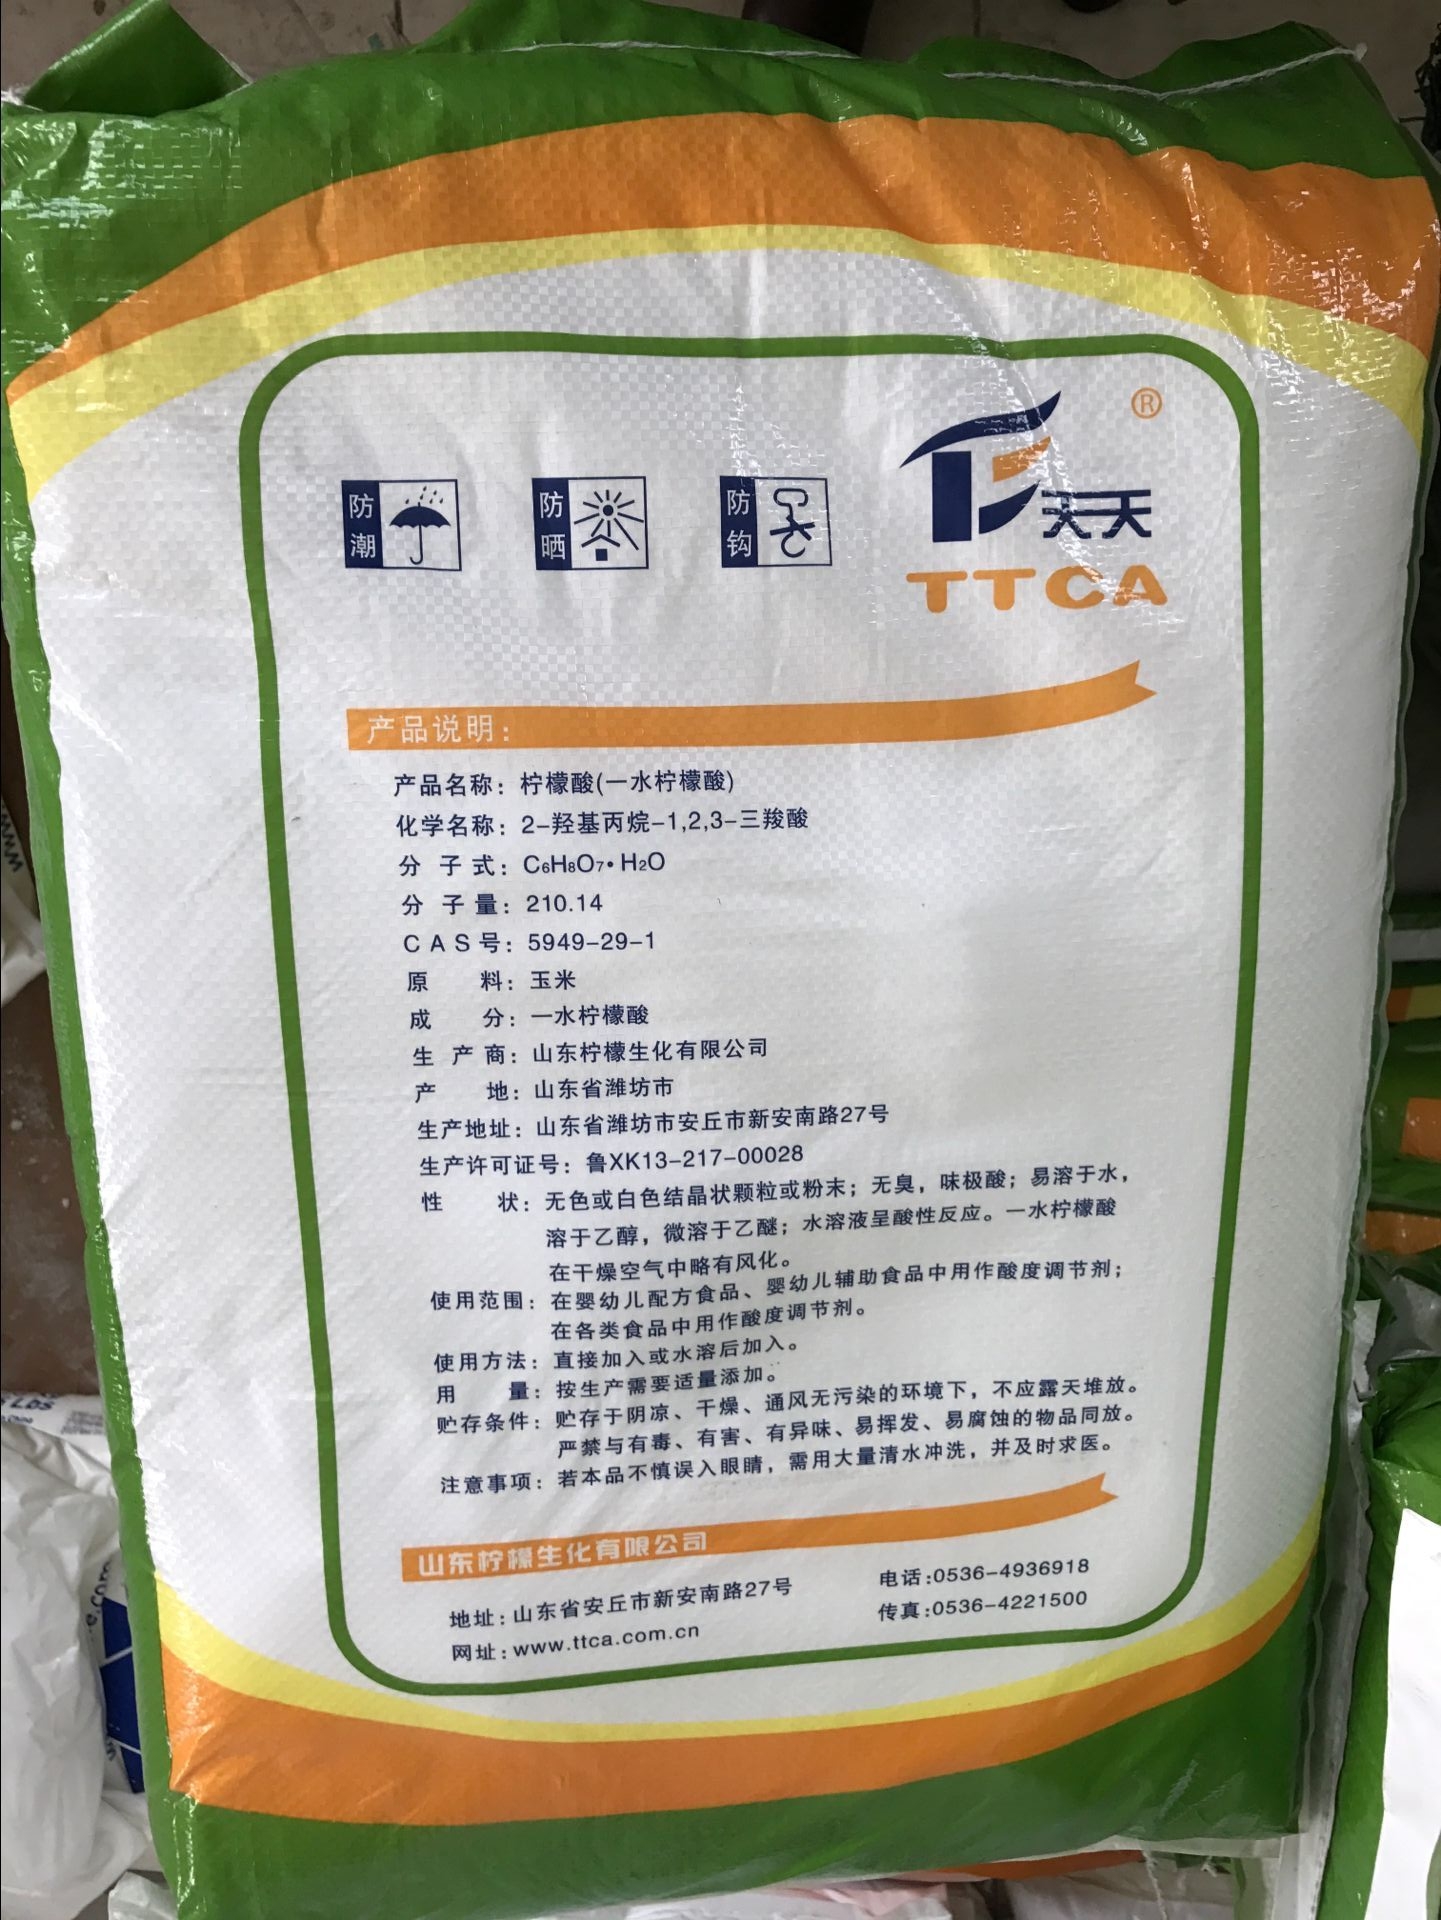 防潮
防晒
防钩
®
天天
TTCA
产品说明：
产品名称：柠檬酸(一水柠檬酸)
化学名称：2-羟基丙烷-1,2,3-三羧酸
分子式：C₆H₈O₇•H₂O
分子量：210.14
CAS号：5949-29-1
原料：玉米
成分：一水柠檬酸
生产商：山东柠檬生化有限公司
产地：山东省潍坊市
生产地址：山东省潍坊市安丘市新安南路27号
生产许可证号：鲁XK13-217-00028
性状：无色或白色结晶状颗粒或粉末；无臭，味极酸；易溶于水，
溶于乙醇，微溶于乙醚；水溶液呈酸性反应。一水柠檬酸
在干燥空气中略有风化。
使用范围：在婴幼儿配方食品、婴幼儿辅助食品中用作酸度调节剂；
在各类食品中用作酸度调节剂。
使用方法：直接加入或水溶后加入。
用量：按生产需要适量添加。
贮存条件：贮存于阴凉、干燥、通风无污染的环境下，不应露天堆放。
严禁与有毒、有害、有异味、易挥发、易腐蚀的物品同放。
注意事项：若本品不慎误入眼睛，需用大量清水冲洗，并及时求医。
山东柠檬生化有限公司
地址：山东省安丘市新安南路27号
电话:0536-4936918
网址：www.ttca.com.cn
传真:0536-4221500